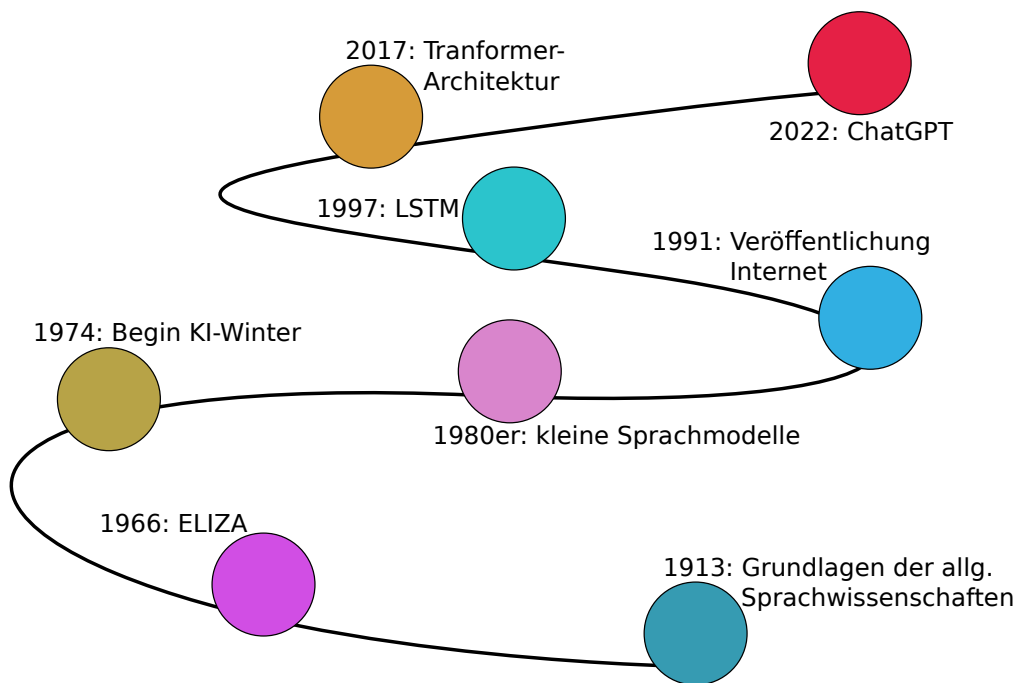 2017: Tranformer-
Architektur
2022: ChatGPT
1997: LSTM
1991: Veröffentlichung
Internet
1974: Begin KI-Winter
1980er: kleine Sprachmodelle
1966: ELIZA
1913: Grundlagen der allg.
Sprachwissenschaften